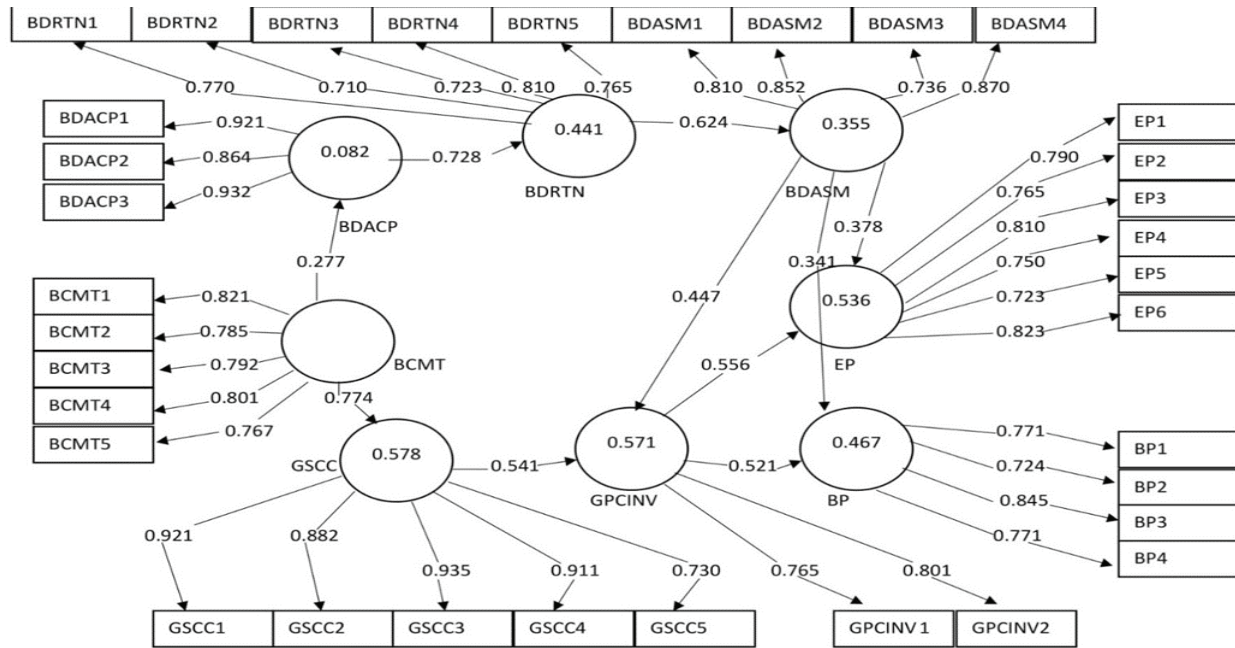 BDRTN1 BDRTN2 BDRTN3 BDRTN4 BDRTN5 BDASM1 BDASM2 BDASM3 BDASM4
0.770 0.710 0.723 0.810 0.765 0.810 0.852 0.736 0.870
BDACP1 0.921
BDACP2 0.864
BDACP3 0.932
0.082
BDACP
0.728
0.441
BDRTN
0.624
0.355
BDASM
0.790 EP1
0.765 EP2
0.810 EP3
0.750 EP4
0.723 EP5
0.823 EP6
0.378
0.341
0.447
0.536
EP
0.277
BCMT1 0.821
BCMT2 0.785
BCMT3 0.792
BCMT4 0.801
BCMT5 0.767
BCMT
0.774
0.556
GSCC
0.578
0.541
0.571
GPCINV
0.521
0.467
BP
0.771 BP1
0.724 BP2
0.845 BP3
0.771 BP4
0.921 0.882 0.935 0.911 0.730 0.765 0.801
GSCC1 GSCC2 GSCC3 GSCC4 GSCC5 GPCINV1 GPCINV2